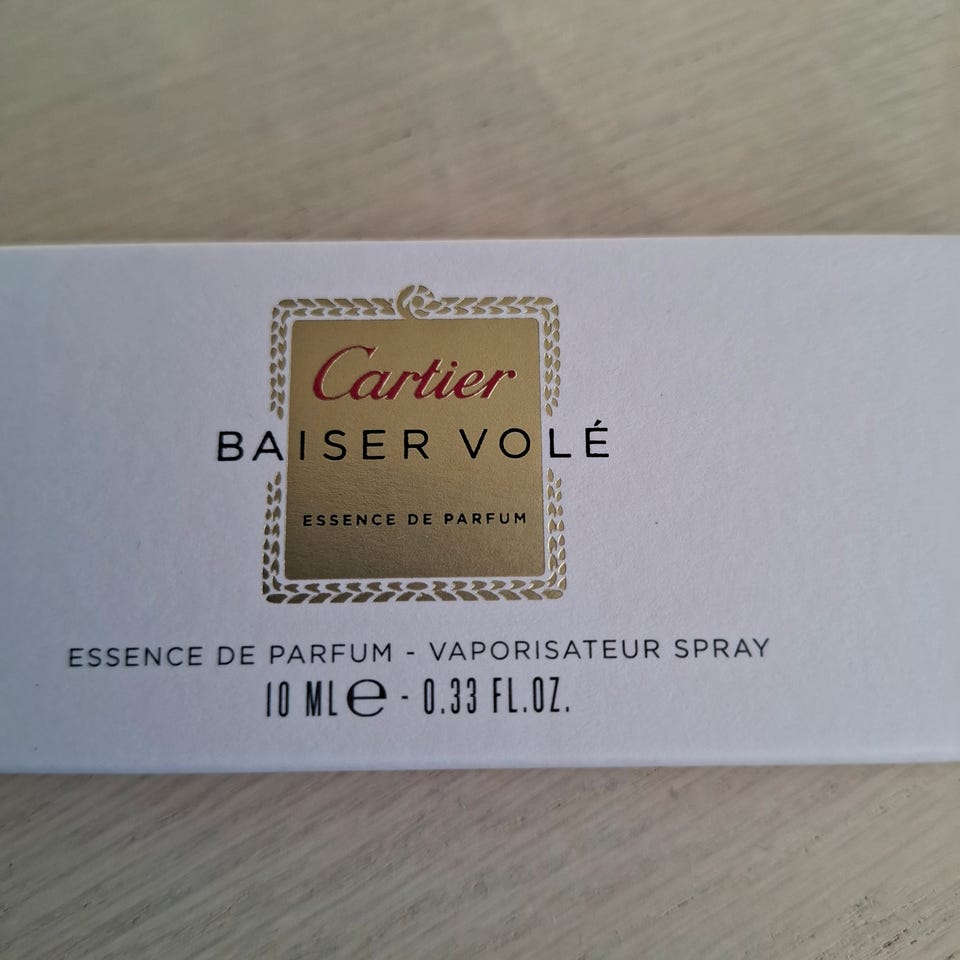 Cartier
BAISER VOLÉ
ESSENCE DE PARFUM
ESSENCE DE PARFUM - VAPORISATEUR SPRAY
10 ML e - 0.33 FL.OZ.